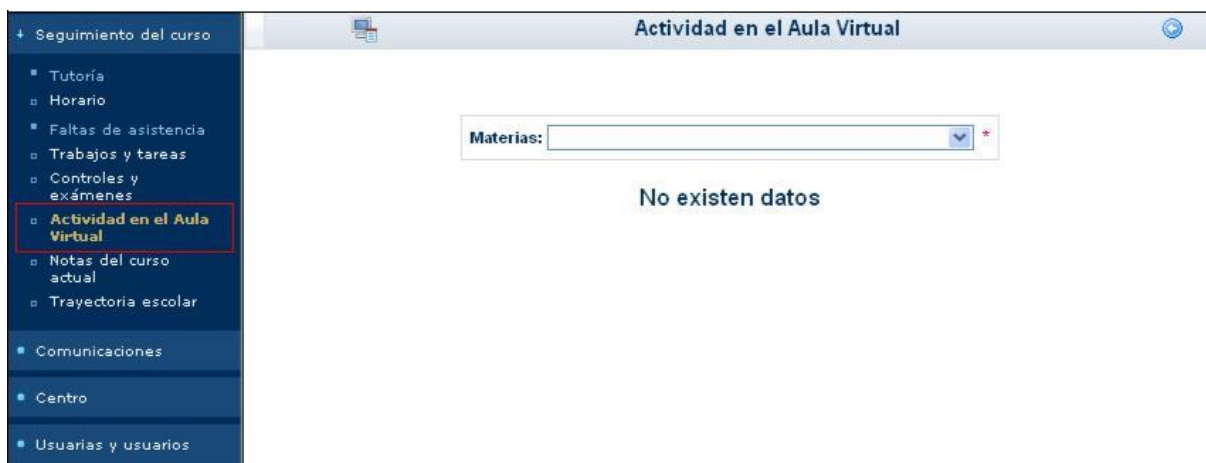 Seguimiento del curso
Tutoría
Horario
Faltas de asistencia
Trabajos y tareas
Controles y
exámenes
Actividad en el Aula
Virtual
Notas del curso
actual
Trayectoria escolar
Comunicaciones
Centro
Usuarias y usuarios
Actividad en el Aula Virtual
Materias: *
No existen datos